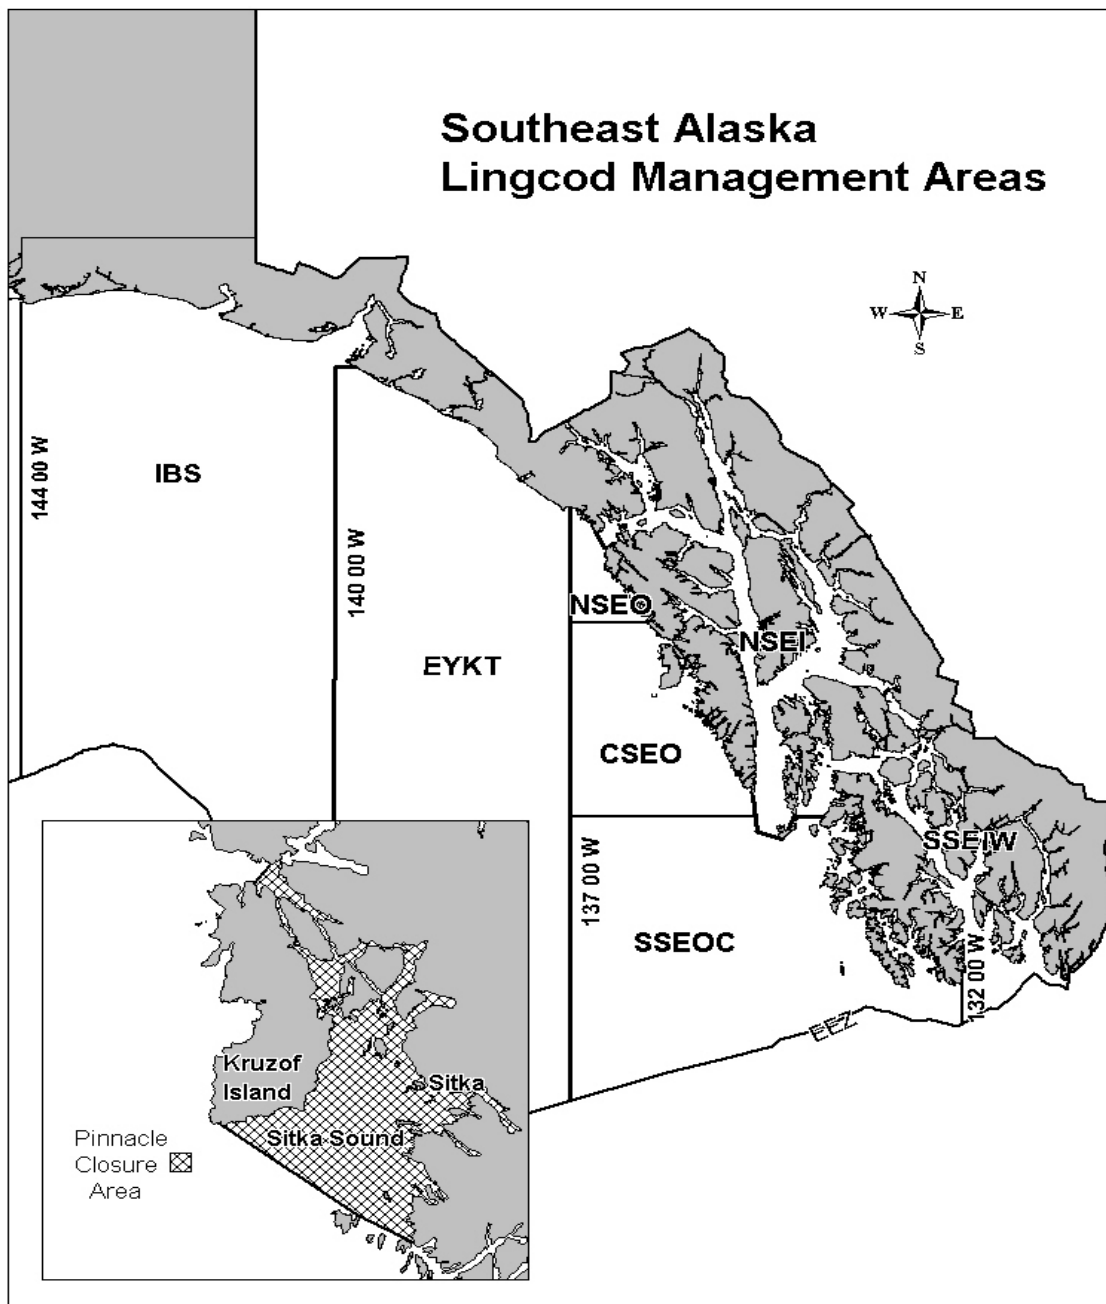 Southeast Alaska
Lingcod Management Areas
N
W E
S
144 00 W
IBS
140 00 W
EYKT
NSEO
NSEI
CSEO
137 00 W
SSEIW
SSEOC
132 00 W
EEZ
Kruzof
Island
Sitka
Sitka Sound
Pinnacle
Closure
Area